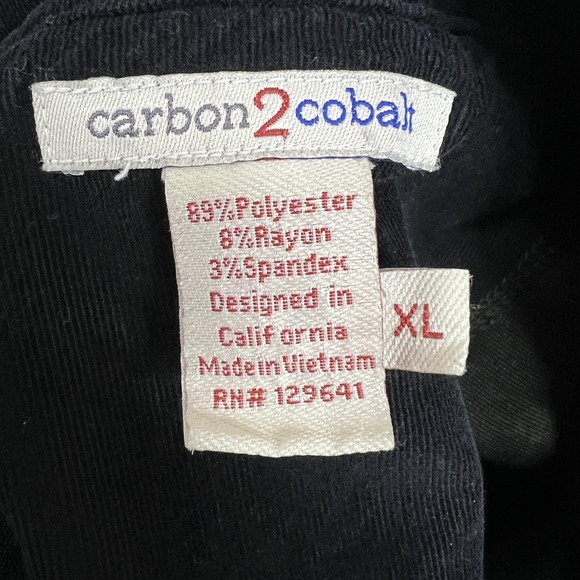 carbon2cobalt
89%Polyester
8%Rayon
3%Spandex
Designed in
California
Made in Vietnam
RN# 129641
XL